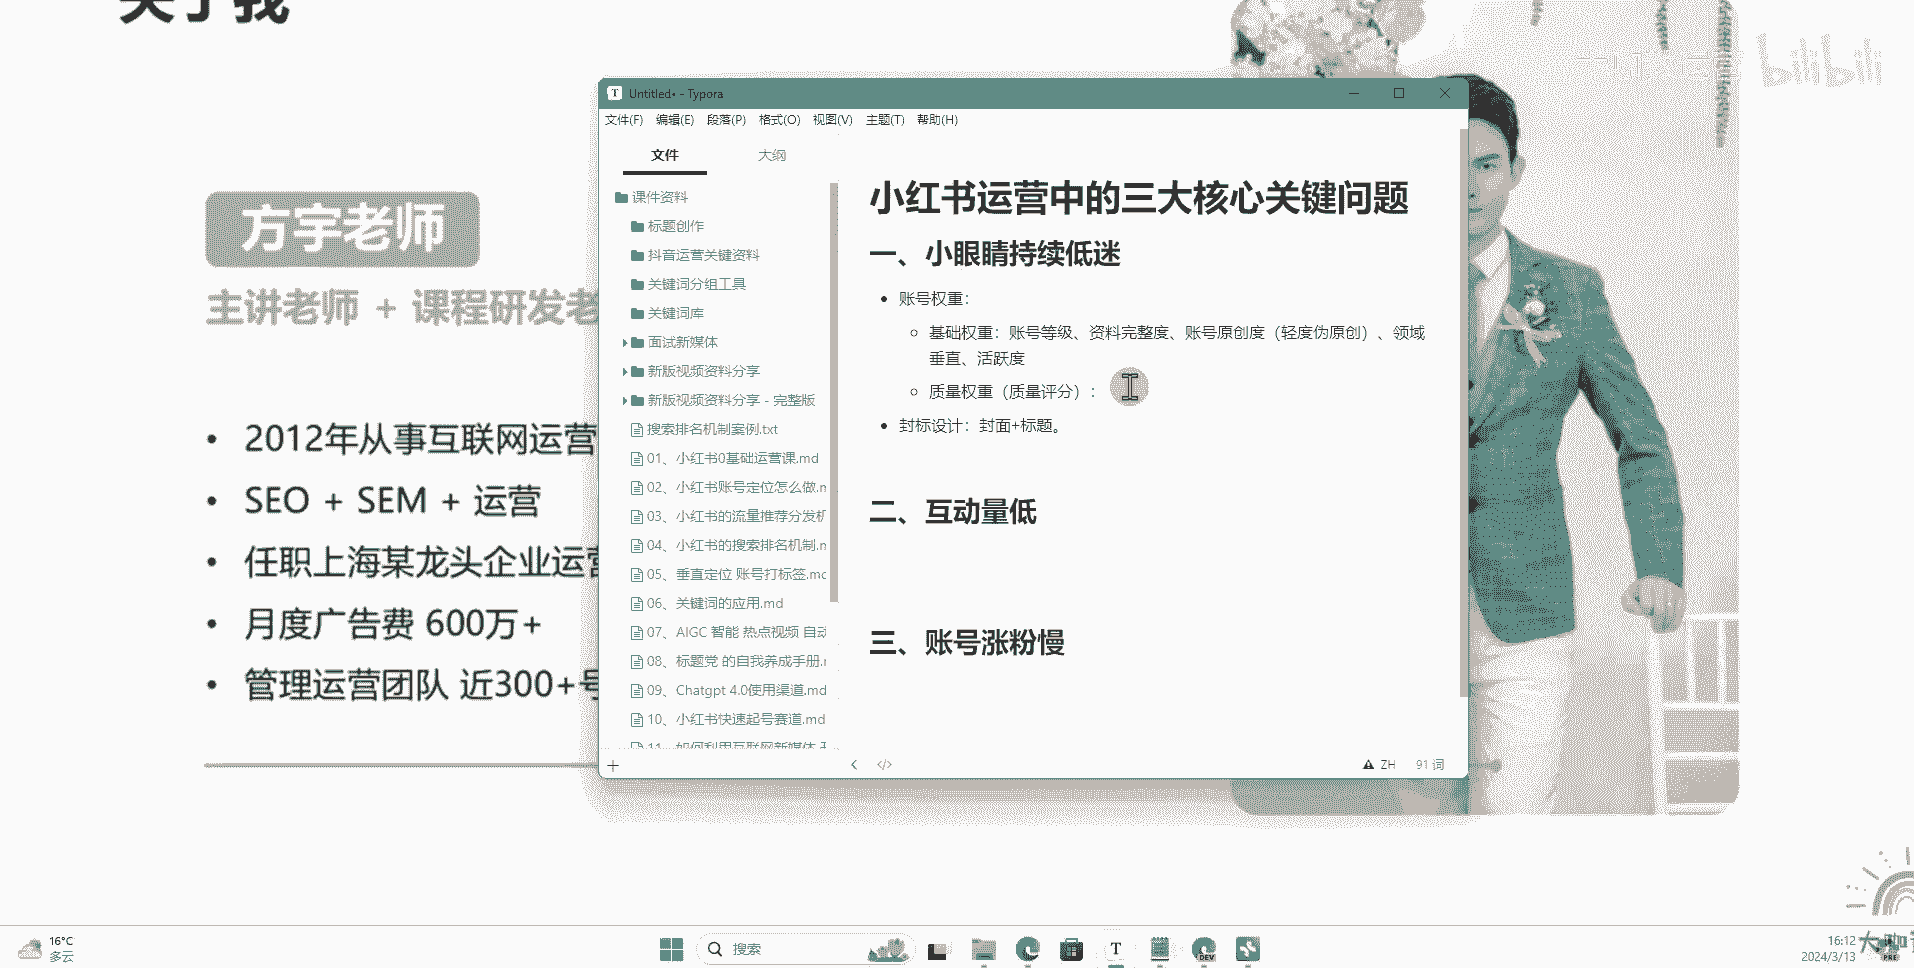 关于我
bilibili
方宇老师
主讲老师 + 课程研发老
2012年从事互联网运营
SEO + SEM + 运营
任职上海某龙头企业运营
月度广告费 600万+
管理运营团队 近300+号
Untitled• - Typora
文件(F) 编辑(E) 段落(P) 格式(O) 视图(V) 主题(T) 帮助(H)
文件 大纲
课件资料
标题创作
抖音运营关键资料
关键词分组工具
关键词库
面试新媒体
新版视频资料分享
新版视频资料分享 - 完整版
搜索排名机制案例.txt
01、小红书0基础运营课.md
02、小红书账号定位怎么做.m
03、小红书的流量推荐分发机
04、小红书的搜索排名机制.m
05、垂直定位 账号打标签.md
06、关键词的应用.md
07、AIGC 智能 热点视频 自动
08、标题党 的自我养成手册.m
09、Chatgpt 4.0使用渠道.md
10、小红书快速起号赛道.md
11、如何利用互联网新媒体
小红书运营中的三大核心关键问题
一、小眼睛持续低迷
账号权重：
基础权重：账号等级、资料完整度、账号原创度（轻度伪原创）、领域
垂直、活跃度
质量权重（质量评分）：
封标设计：封面+标题。
二、互动量低
三、账号涨粉慢
ZH 91 词
16°C
多云
搜索
T
DEV
16:12
2024/3/13
大咖
PRE